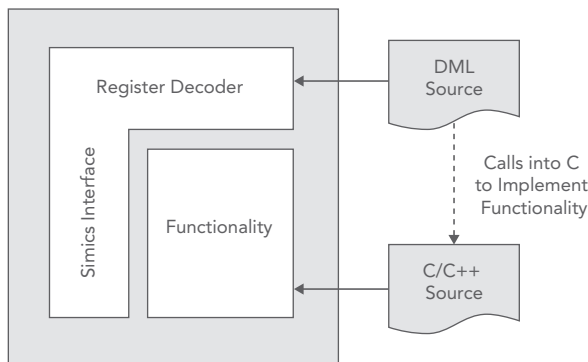 Register Decoder
Simics Interface
Functionality
DML
Source
Calls into C
to Implement
Functionality
C/C++
Source